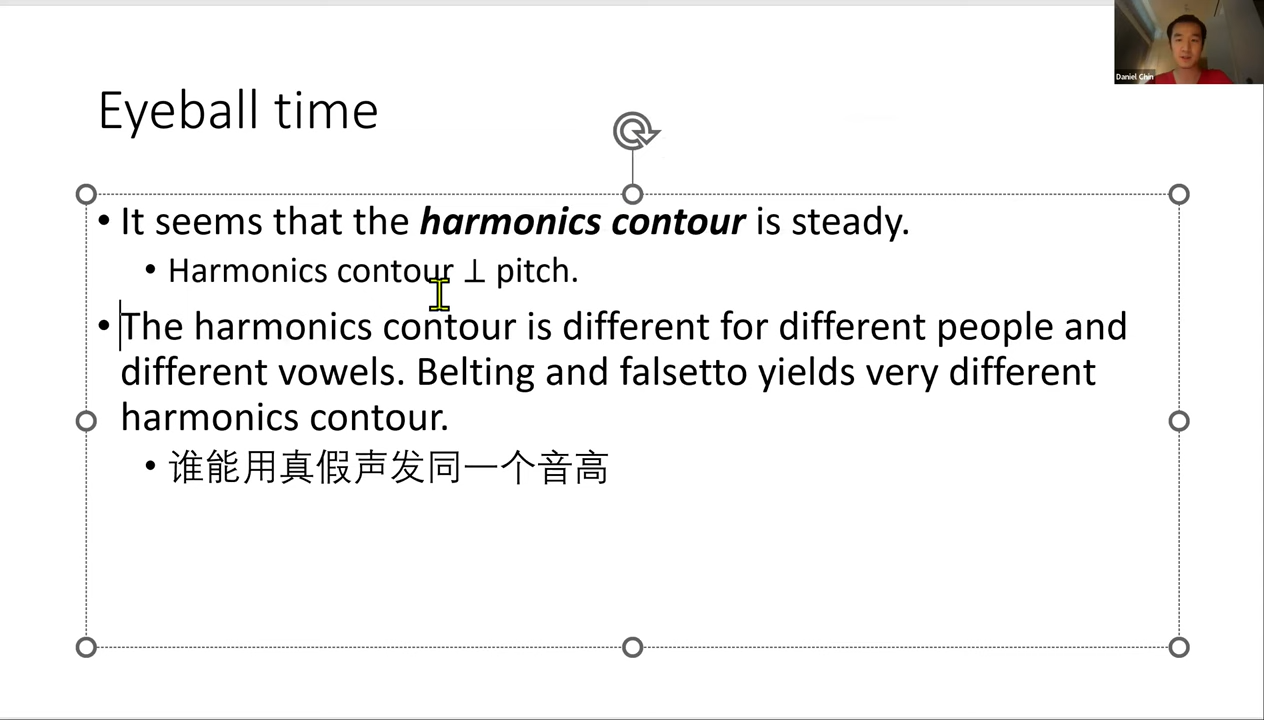 Daniel Chin
Eyeball time
• It seems that the harmonics contour is steady.
• Harmonics contour ⊥ pitch.
• The harmonics contour is different for different people and
different vowels. Belting and falsetto yields very different
harmonics contour.
• 谁能用真假声发同一个音高